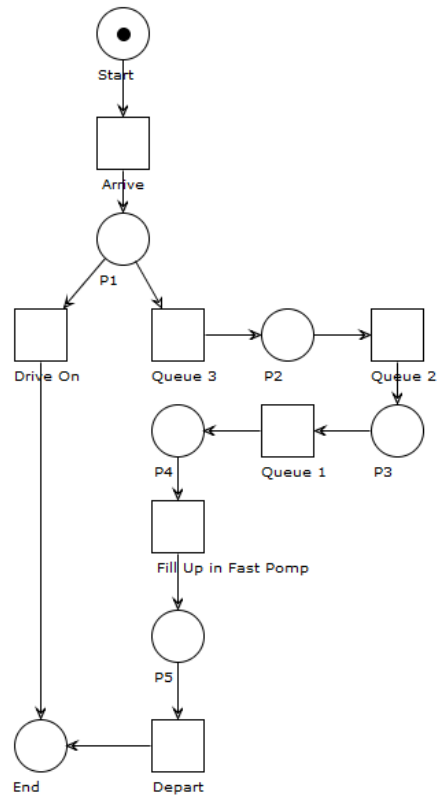 Start
Arrive
P1
Drive On
Queue 3
P2
Queue 2
P4
Queue 1
P3
Fill Up in Fast Pomp
P5
End
Depart